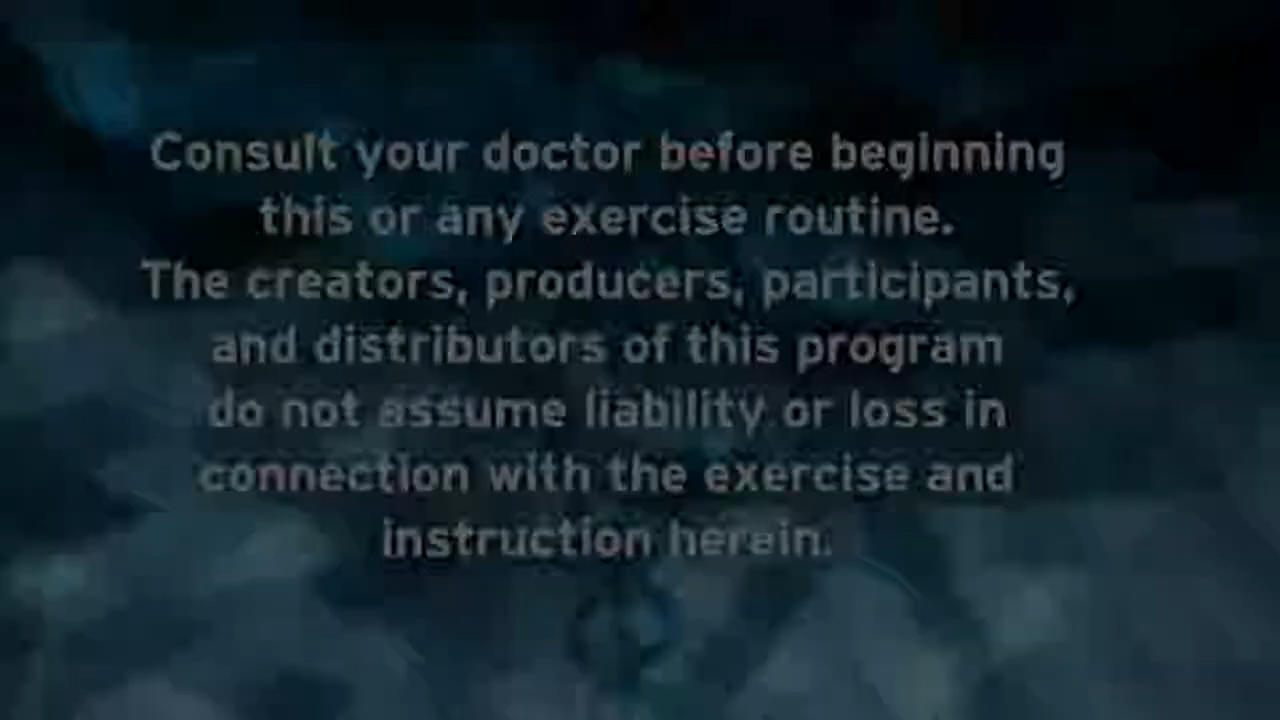 Consult your doctor before beginning
this or any exercise routine.
The creators, producers, participants,
and distributors of this program
do not assume liability or loss in
connection with the exercise and
instruction herein.